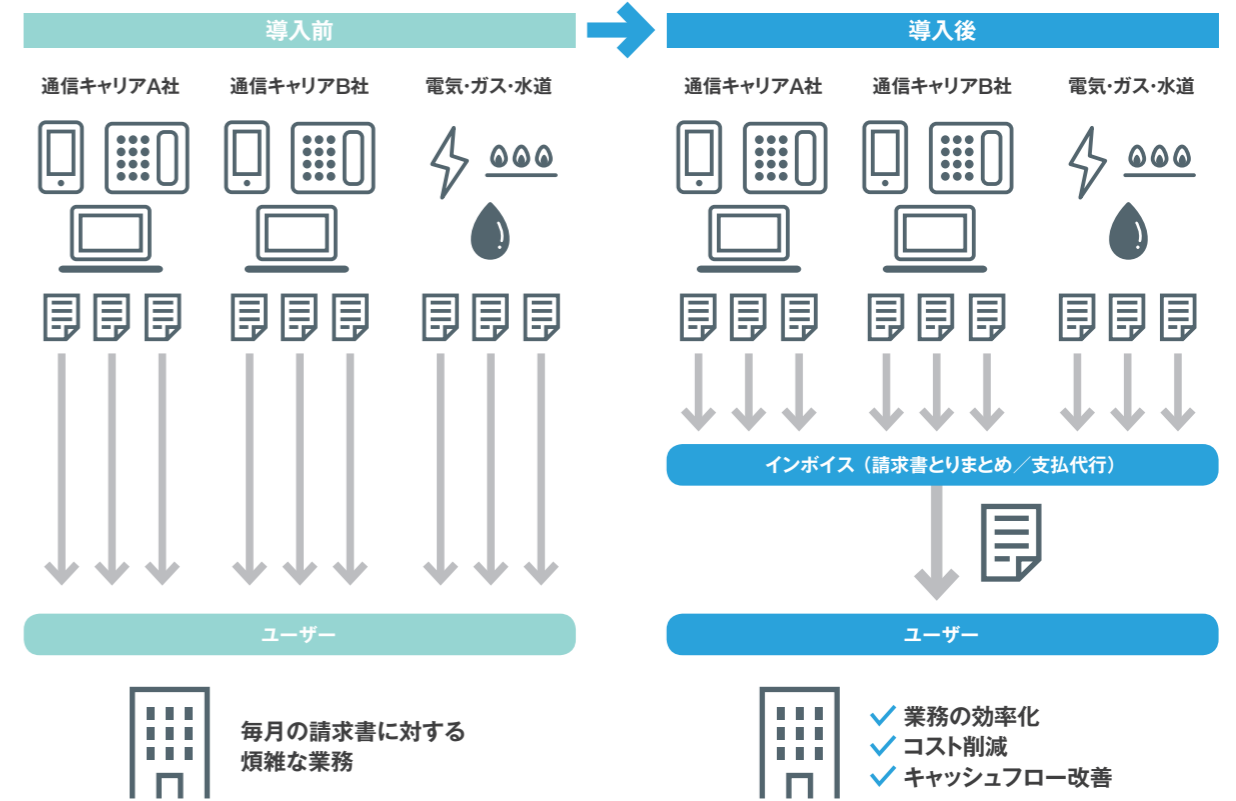 導入前
通信キャリアA社
通信キャリアB社
電気・ガス・水道
ユーザー
毎月の請求書に対する
煩雑な業務
導入後
通信キャリアA社
通信キャリアB社
電気・ガス・水道
インボイス（請求書とりまとめ／支払代行）
ユーザー
業務の効率化
コスト削減
キャッシュフロー改善